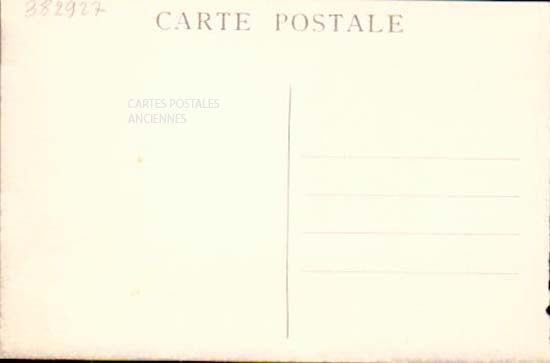 382927
CARTE POSTALE
CARTES POSTALES
ANCIENNES